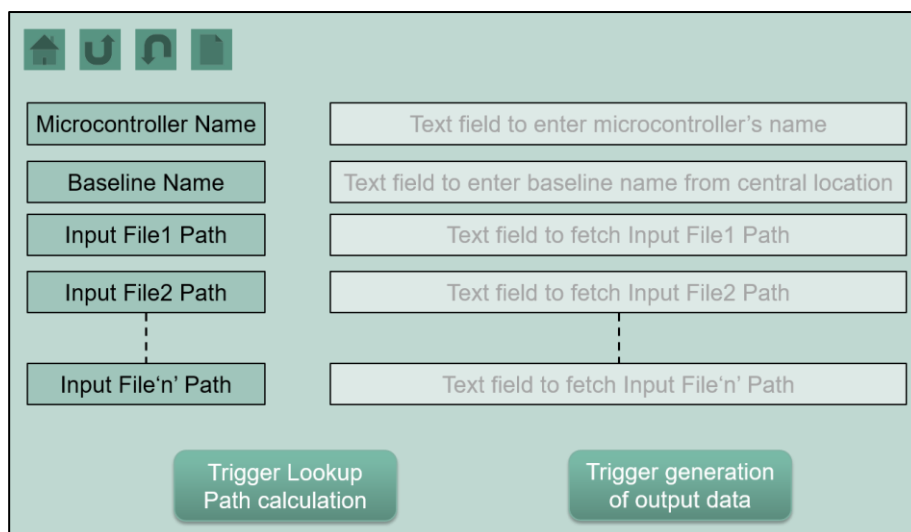 Microcontroller Name
Text field to enter microcontroller’s name
Baseline Name
Text field to enter baseline name from central location
Input File1 Path
Text field to fetch Input File1 Path
Input File2 Path
Text field to fetch Input File2 Path
Input File‘n’ Path
Text field to fetch Input File‘n’ Path
Trigger Lookup
Path calculation
Trigger generation
of output data